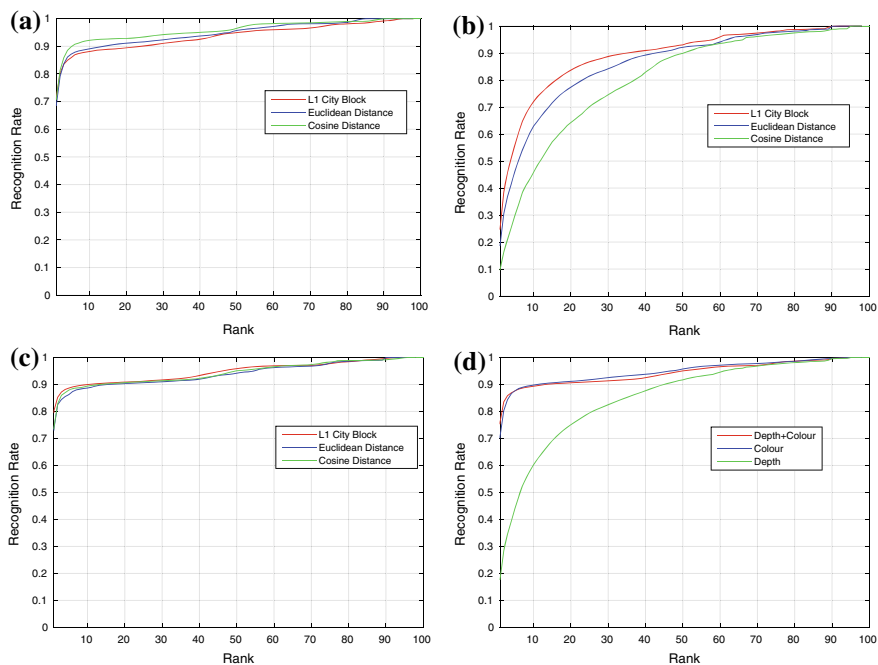 (a)
1
0.9
0.8
0.7
0.6
0.5
0.4
0.3
0.2
0.1
0
Recognition Rate
L1 City Block
Euclidean Distance
Cosine Distance
10 20 30 40 50 60 70 80 90 100
Rank
(b)
1
0.9
0.8
0.7
0.6
0.5
0.4
0.3
0.2
0.1
0
Recognition Rate
L1 City Block
Euclidean Distance
Cosine Distance
10 20 30 40 50 60 70 80 90 100
Rank
(c)
1
0.9
0.8
0.7
0.6
0.5
0.4
0.3
0.2
0.1
0
Recognition Rate
L1 City Block
Euclidean Distance
Cosine Distance
10 20 30 40 50 60 70 80 90 100
Rank
(d)
1
0.9
0.8
0.7
0.6
0.5
0.4
0.3
0.2
0.1
0
Recognition Rate
Depth+Colour
Colour
Depth
10 20 30 40 50 60 70 80 90 100
Rank